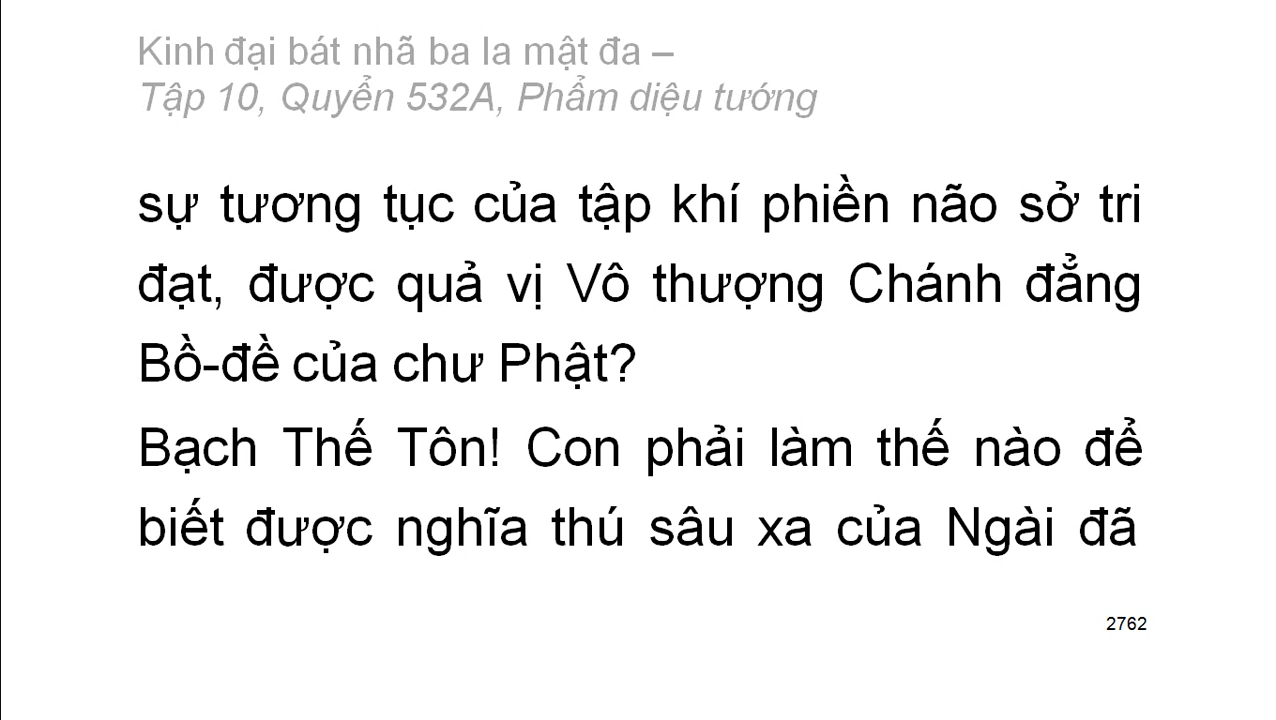 Kinh đại bát nhã ba la mật đa –
Tập 10, Quyển 532A, Phẩm diệu tướng
sự tương tục của tập khí phiền não sở tri
đạt, được quả vị Vô thượng Chánh đẳng
Bồ-đề của chư Phật?
Bạch Thế Tôn! Con phải làm thế nào để
biết được nghĩa thú sâu xa của Ngài đã
2762